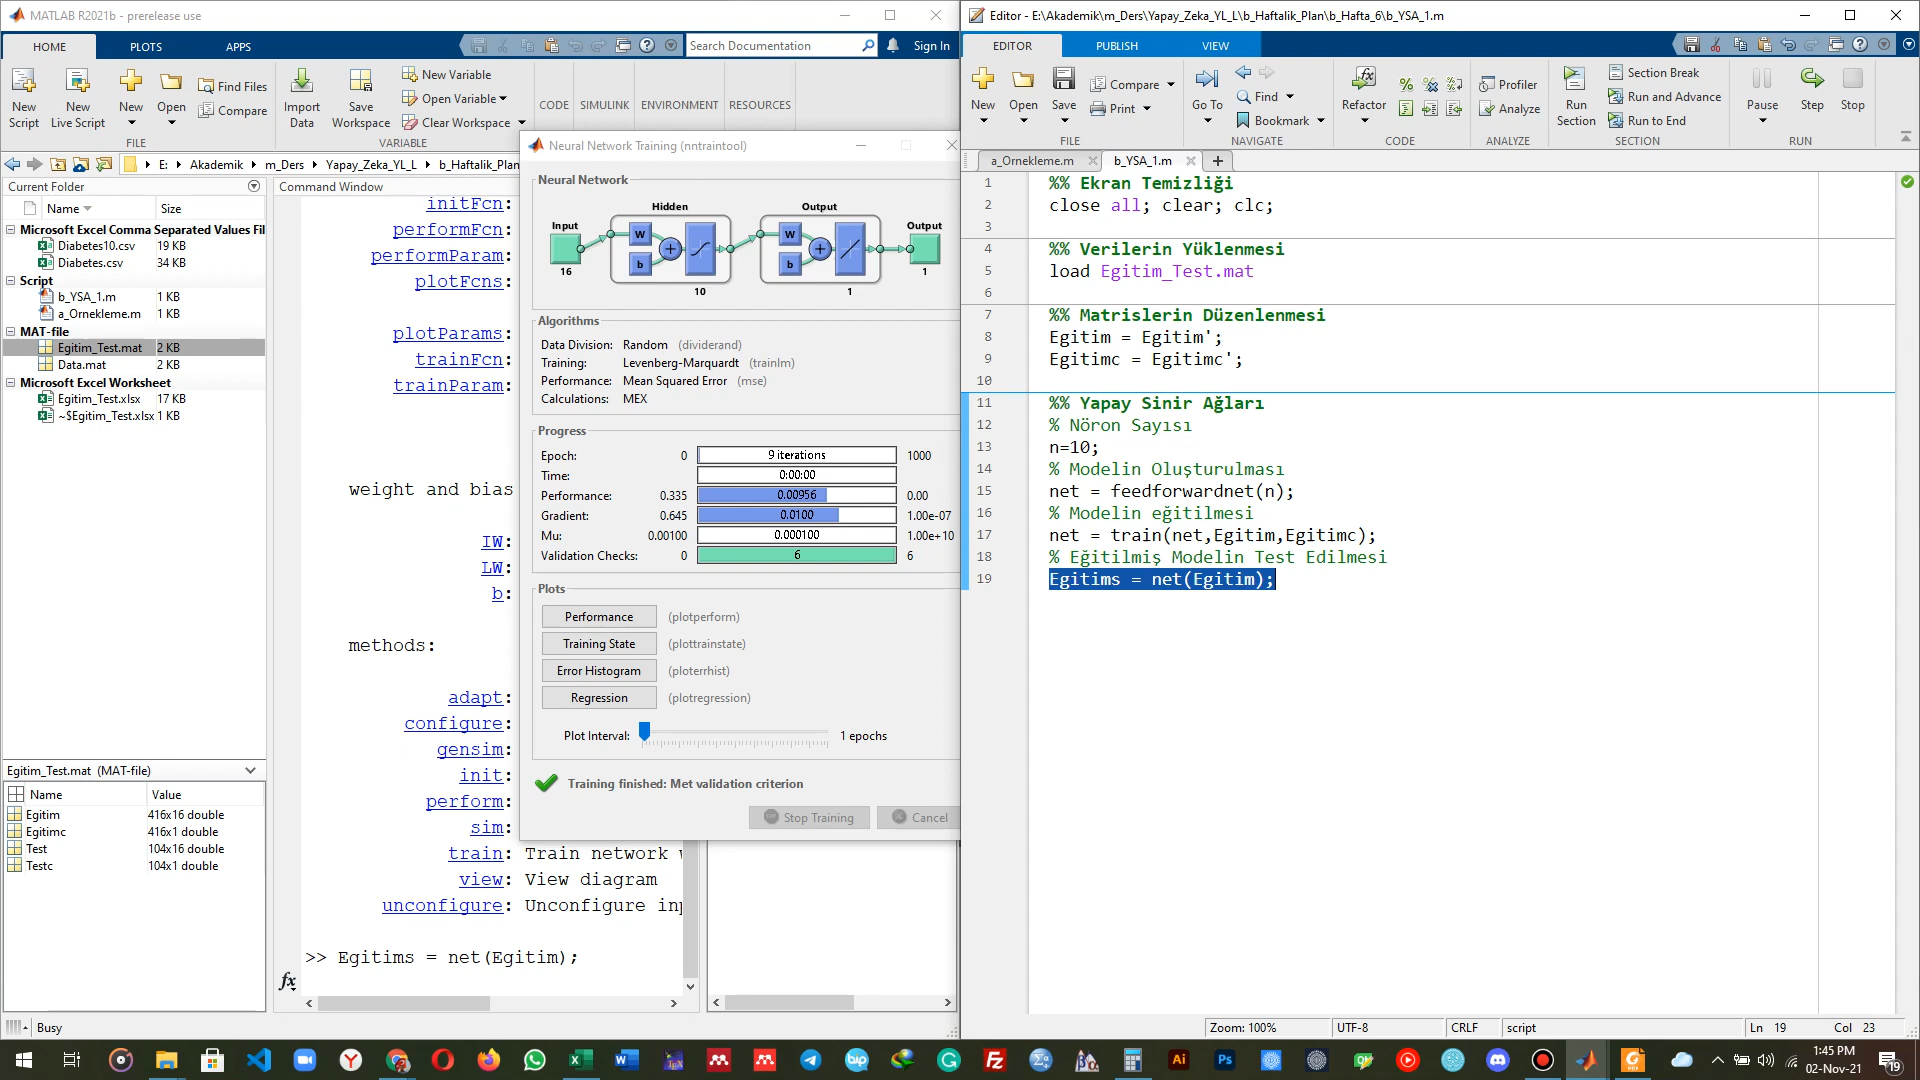 MATLAB R2021b - prerelease use
HOME PLOTS APPS
Search Documentation
Sign In
New Script
New Live Script
New
Open
Find Files
Compare
Import Data
Save Workspace
New Variable
Open Variable
Clear Workspace
CODE SIMULINK ENVIRONMENT RESOURCES
FILE VARIABLE
E: Akademik m_Ders Yapay_Zeka_YL_L b_Haftalik_Plan
Current Folder
Name Size
Microsoft Excel Comma Separated Values Fil
Diabetes10.csv 19 KB
Diabetes.csv 34 KB
Script
b_YSA_1.m 1 KB
a_Ornekleme.m 1 KB
MAT-file
Egitim_Test.mat 2 KB
Data.mat 2 KB
Microsoft Excel Worksheet
Egitim_Test.xlsx 17 KB
~$Egitim_Test.xlsx 1 KB
Egitim_Test.mat (MAT-file)
Name Value
Egitim 416x16 double
Egitimc 416x1 double
Test 104x16 double
Testc 104x1 double
Busy
Command Window
initFcn:
performFcn:
performParam:
plotFcns:
plotParams:
trainFcn:
trainParam:
weight and bias
IW:
LW:
b:
methods:
adapt:
configure:
gensim:
init:
perform:
sim:
train: Train network
view: View diagram
unconfigure: Unconfigure inp
>> Egitims = net(Egitim);
fx
Neural Network Training (nntraintool)
Neural Network
Hidden Output
Input Output
W W
b b
16 1
10 1
Algorithms
Data Division: Random (dividerand)
Training: Levenberg-Marquardt (trainlm)
Performance: Mean Squared Error (mse)
Calculations: MEX
Progress
Epoch: 0 9 iterations 1000
Time: 0:00:00
Performance: 0.335 0.00956 0.00
Gradient: 0.645 0.0100 1.00e-07
Mu: 0.00100 0.000100 1.00e+10
Validation Checks: 0 6 6
Plots
Performance (plotperform)
Training State (plottrainstate)
Error Histogram (ploterrhist)
Regression (plotregression)
Plot Interval: 1 epochs
Training finished: Met validation criterion
Stop Training Cancel
Editor - E:\Akademik\m_Ders\Yapay_Zeka_YL_L\b_Haftalik_Plan\b_Hafta_6\b_YSA_1.m
EDITOR PUBLISH VIEW
New
Open
Save
Compare
Print
Go To
Find
Bookmark
Refactor
Profiler
Analyze
Run Section
Section Break
Run and Advance
Run to End
Pause
Step
Stop
FILE NAVIGATE CODE ANALYZE SECTION RUN
a_Ornekleme.m b_YSA_1.m
1 %% Ekran Temizliği
2 close all; clear; clc;
3
4 %% Verilerin Yüklenmesi
5 load Egitim_Test.mat
6
7 %% Matrislerin Düzenlenmesi
8 Egitim = Egitim';
9 Egitimc = Egitimc';
10
11 %% Yapay Sinir Ağları
12 % Nöron Sayısı
13 n=10;
14 % Modelin Oluşturulması
15 net = feedforwardnet(n);
16 % Modelin eğitilmesi
17 net = train(net,Egitim,Egitimc);
18 % Eğitilmiş Modelin Test Edilmesi
19 Egitims = net(Egitim);
Zoom: 100% UTF-8 CRLF script Ln 19 Col 23
1:45 PM
02-Nov-21
19